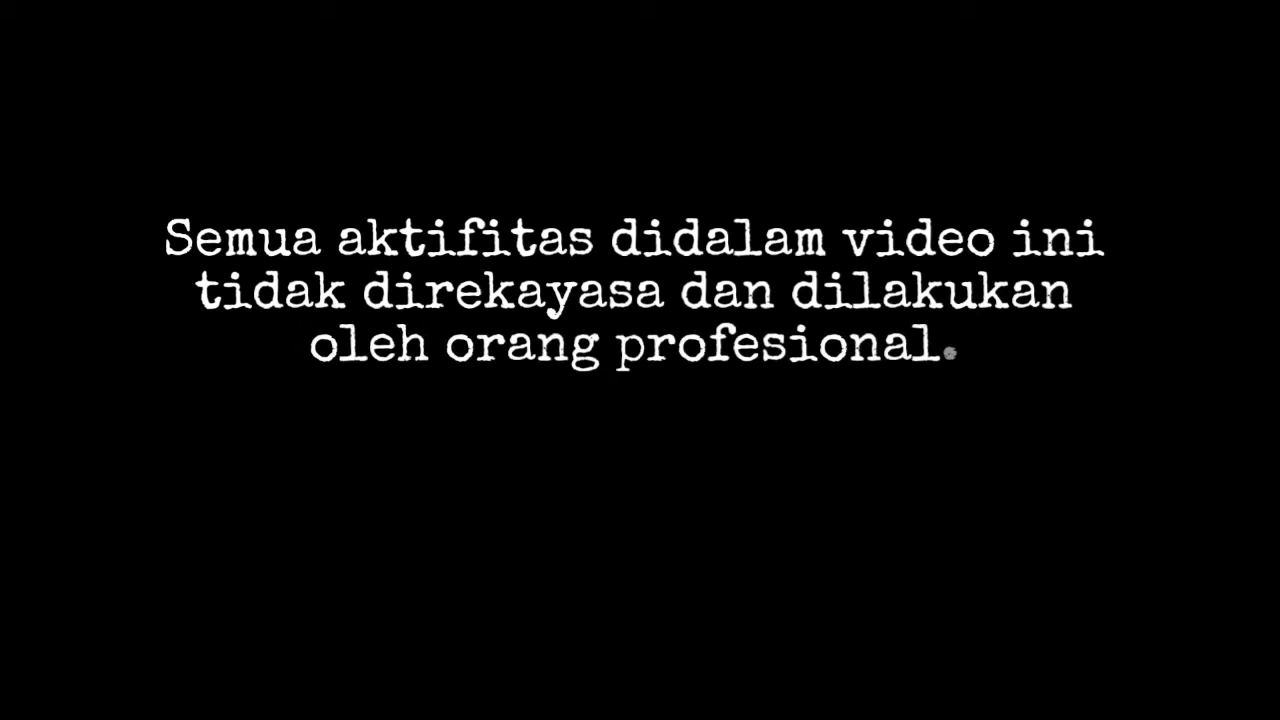 Semua aktifitas didalam video ini
tidak direkayasa dan dilakukan
oleh orang profesional.